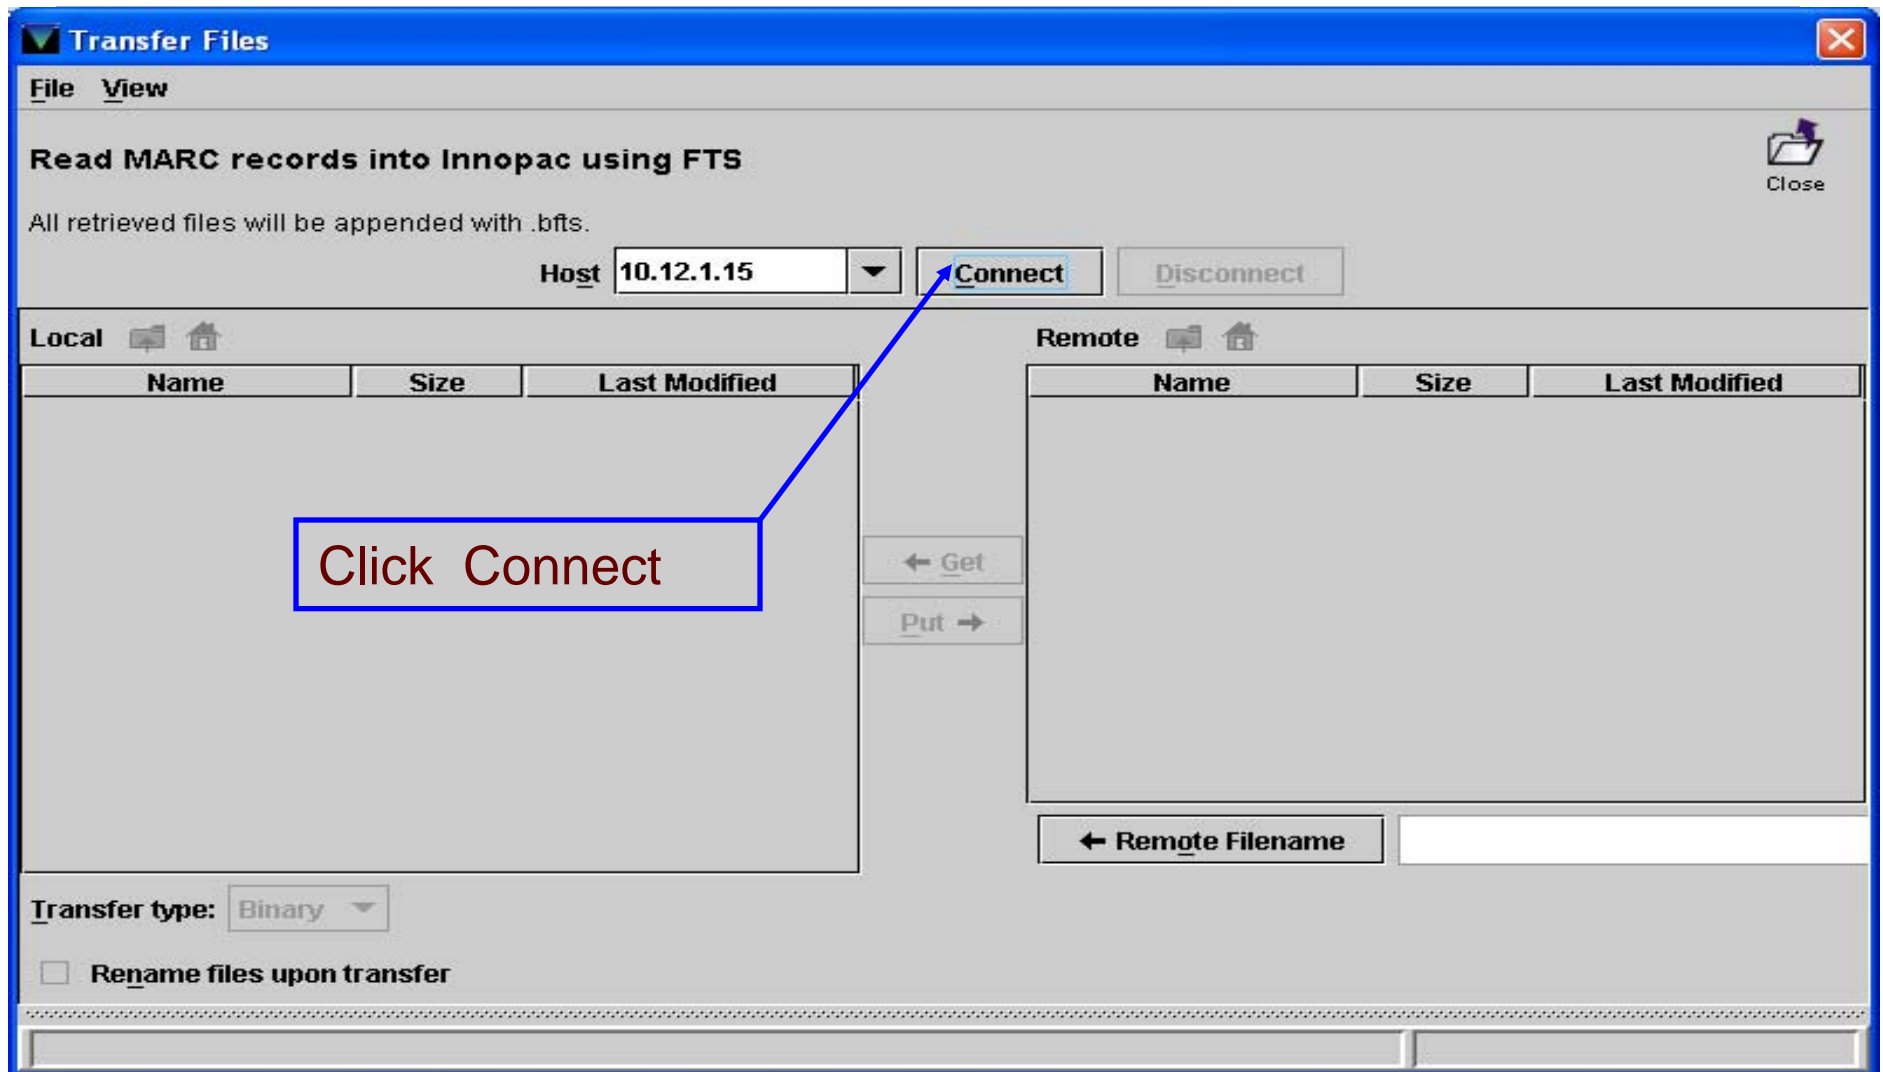 Transfer Files
File View
Read MARC records into Innopac using FTS
Close
All retrieved files will be appended with .bfts.
Host 10.12.1.15 Connect Disconnect
Local
Remote
Name Size Last Modified
Name Size Last Modified
Click Connect
Get
Put
Remote Filename
Transfer type: Binary
Rename files upon transfer